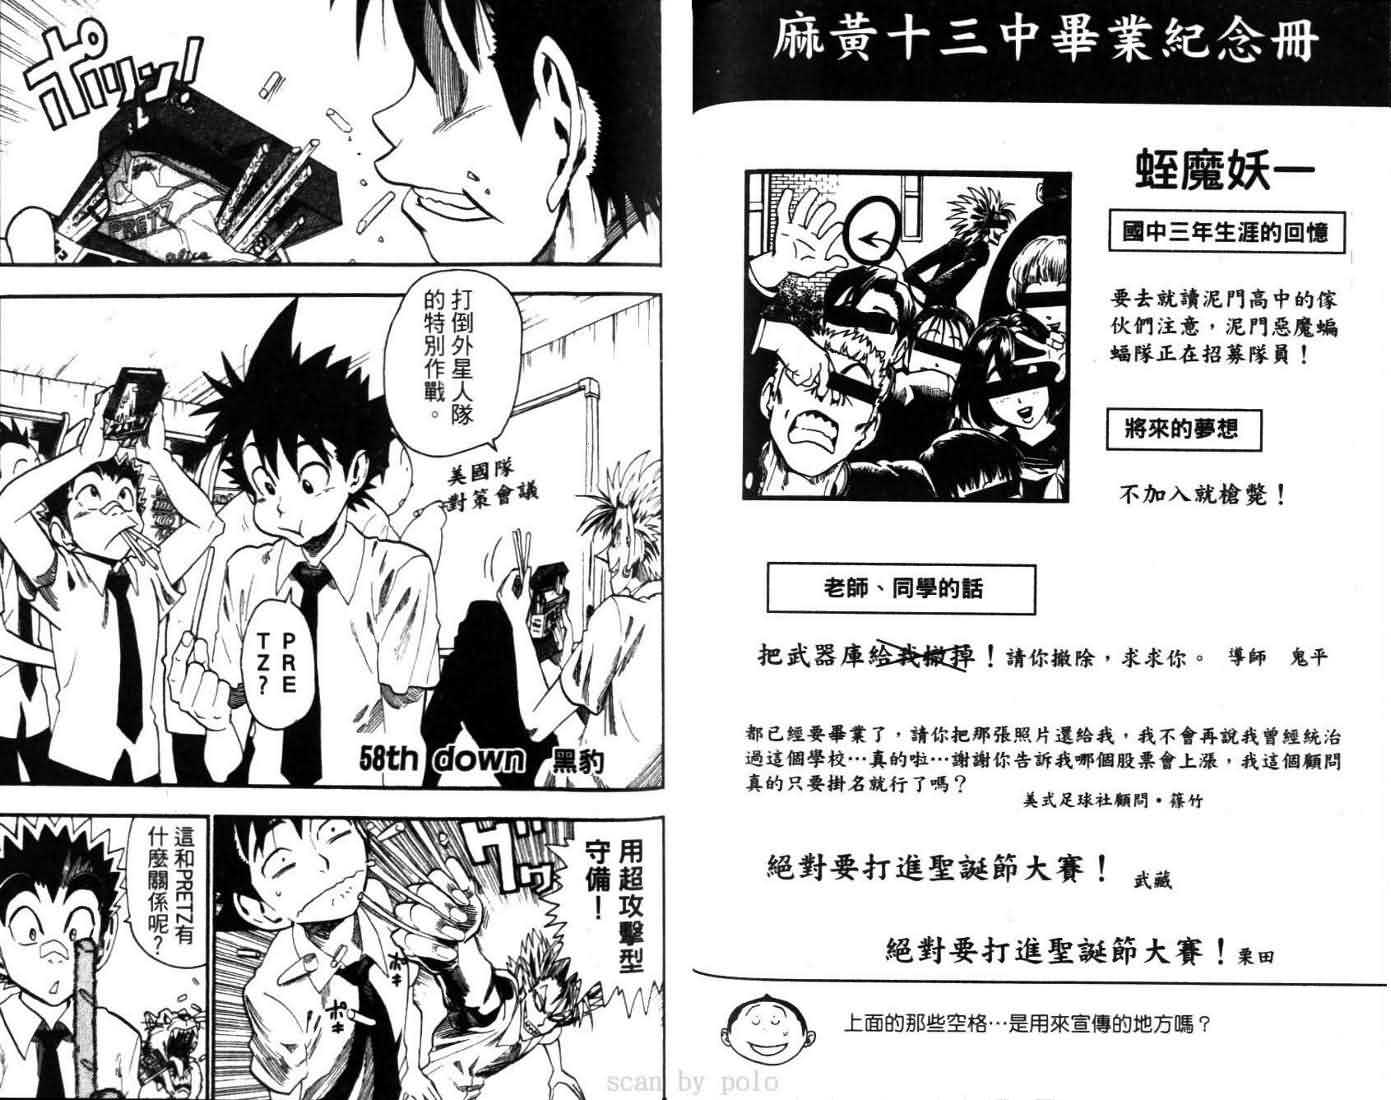 麻黃十三中畢業紀念冊
蛭魔妖一
國中三年生涯的回憶
要去就讀泥門高中的傢
伙們注意，泥門惡魔蝙
蝠隊正在招募隊員！
將來的夢想
不加入就槍斃！
老師、同學的話
把武器庫給我撤掉！請你撤除，求求你。 導師 鬼平
都已經要畢業了，請你把那張照片還給我，我不會再說我曾經統治
過這個學校…真的啦…謝謝你告訴我哪個股票會上漲，我這個顧問
真的只要掛名就行了嗎？
美式足球社顧問・篠竹
絕對要打進聖誕節大賽！ 武藏
絕對要打進聖誕節大賽！ 栗田
上面的那些空格…是用來宣傳的地方嗎？
ポリリン！
PRETZ
打倒外星人隊
的特別作戰。
美國隊
對策會議
PRE
TZ？
58th down 黑豹
用超攻擊型
守備！
ポキ
ポキ
這和PRETZ有
什麼關係呢？
scan by polo